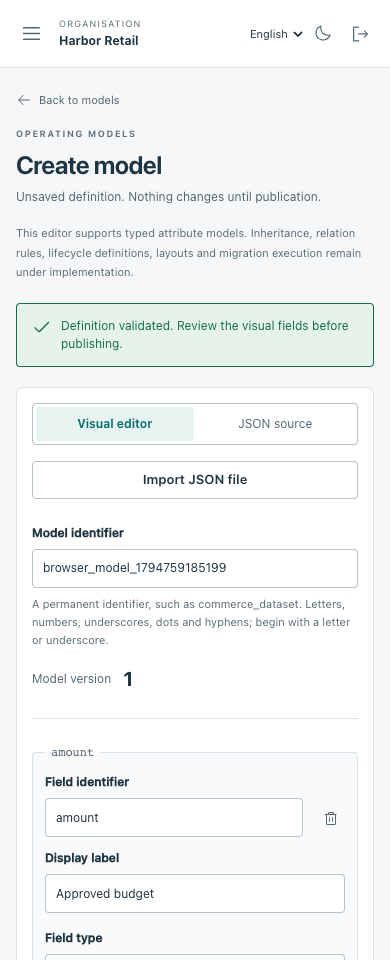 ORGANISATION
Harbor Retail
English
Back to models
OPERATING MODELS
Create model
Unsaved definition. Nothing changes until publication.
This editor supports typed attribute models. Inheritance, relation
rules, lifecycle definitions, layouts and migration execution remain
under implementation.
Definition validated. Review the visual fields before
publishing.
Visual editor
JSON source
Import JSON file
Model identifier
browser_model_1794759185199
A permanent identifier, such as commerce_dataset. Letters,
numbers, underscores, dots and hyphens; begin with a letter
or underscore.
Model version 1
amount
Field identifier
amount
Display label
Approved budget
Field type